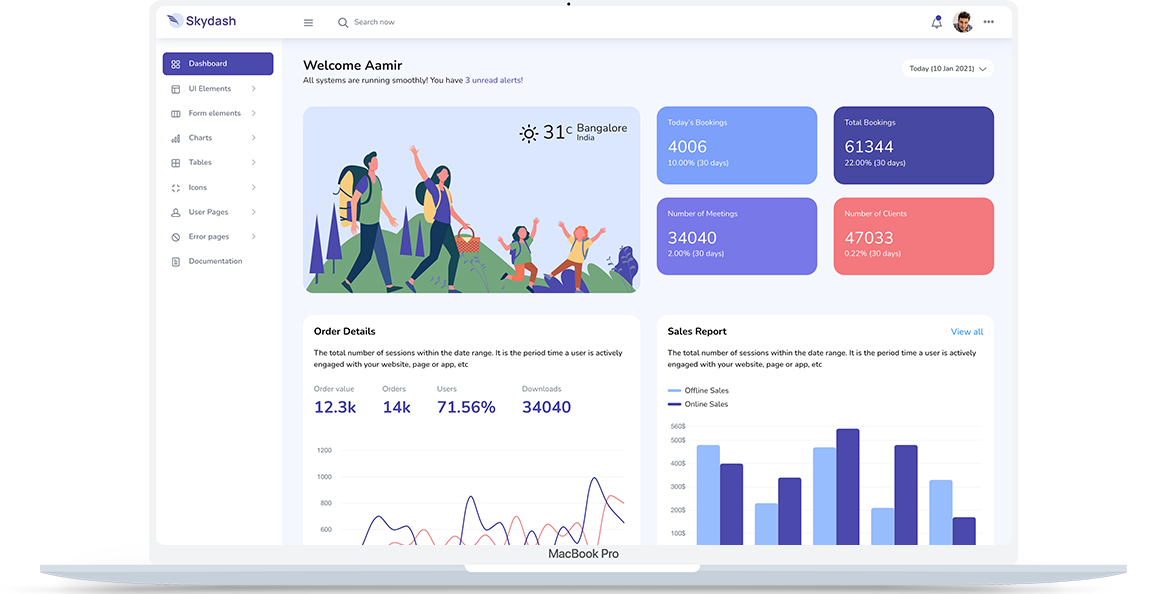 Skydash
Search now
Dashboard
UI Elements
Form elements
Charts
Tables
Icons
User Pages
Error pages
Documentation
Welcome Aamir
All systems are running smoothly! You have 3 unread alerts!
Today (10 Jan 2021)
31C Bangalore
India
Today's Bookings
4006
10.00% (30 days)
Total Bookings
61344
22.00% (30 days)
Number of Meetings
34040
2.00% (30 days)
Number of Clients
47033
0.22% (30 days)
Order Details
The total number of sessions within the date range. It is the period time a user is actively
engaged with your website, page or app, etc
Order value
12.3k
Orders
14k
Users
71.56%
Downloads
34040
1200
1000
800
600
Sales Report
View all
The total number of sessions within the date range. It is the period time a user is actively
engaged with your website, page or app, etc
Offline Sales
Online Sales
560$
500$
400$
300$
200$
100$
MacBook Pro